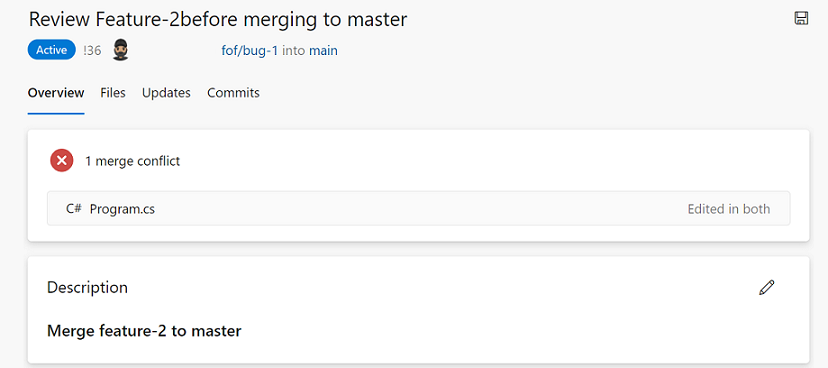 Review Feature-2before merging to master
Active !36 fof/bug-1 into main
Overview Files Updates Commits
1 merge conflict
C# Program.cs Edited in both
Description
Merge feature-2 to master